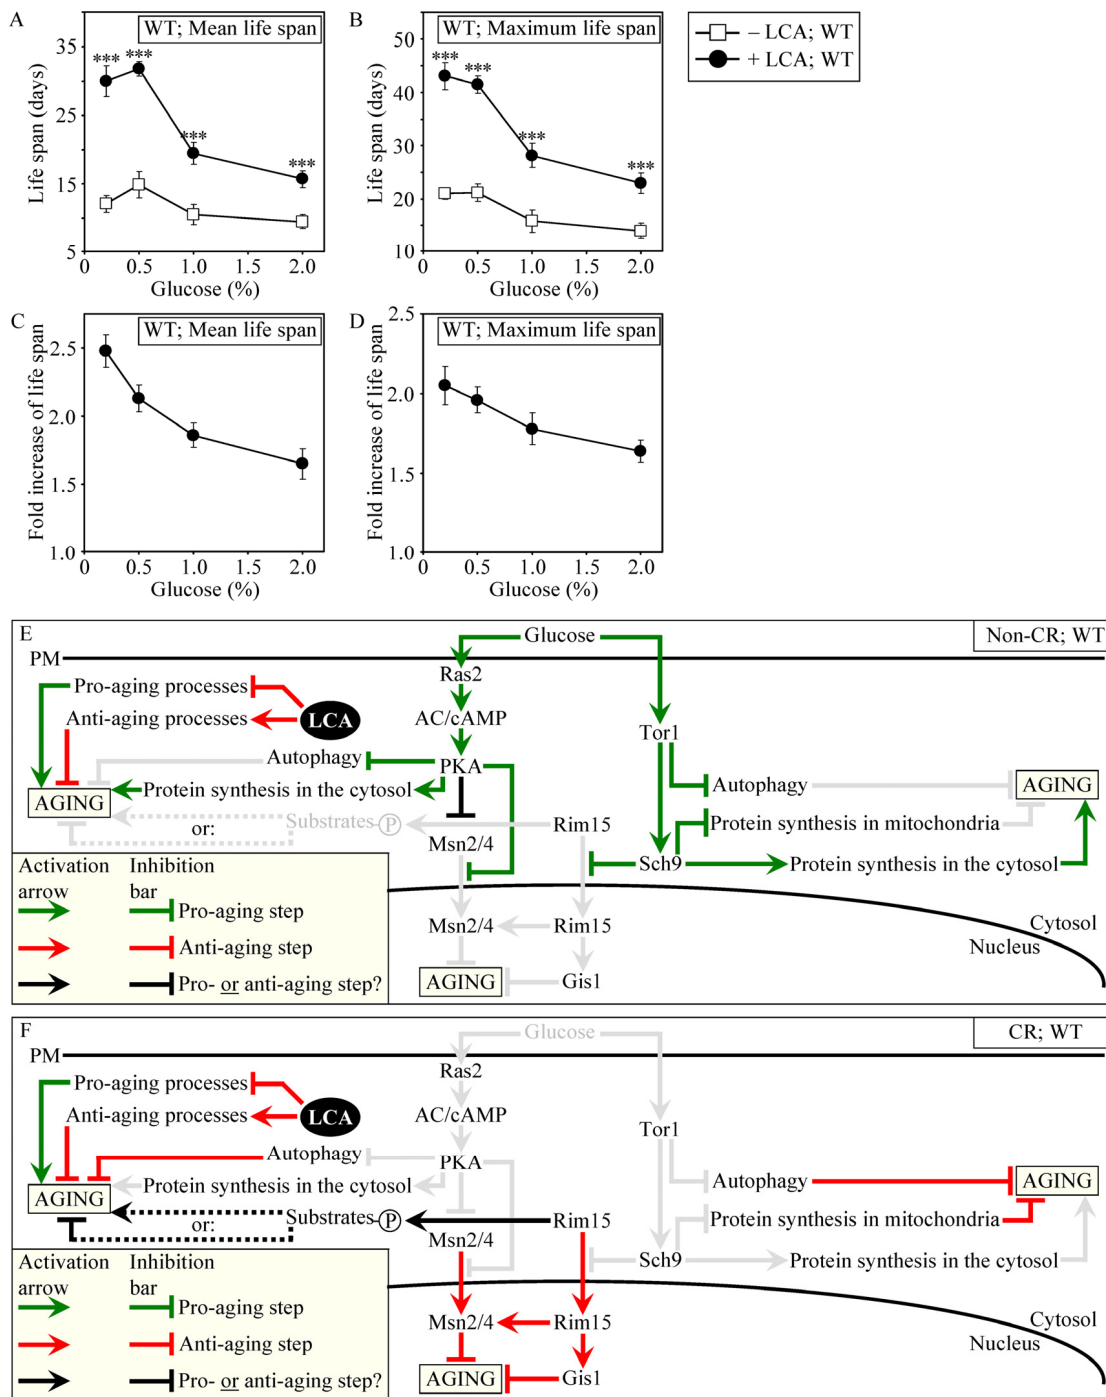 A
WT; Mean life span
Life span (days)
35
25
15
5
*** *** *** ***
0 0.5 1.0 1.5 2.0
Glucose (%)
B
WT; Maximum life span
Life span (days)
50
40
30
20
10
*** *** *** ***
0 0.5 1.0 1.5 2.0
Glucose (%)
– LCA; WT
+ LCA; WT
C
WT; Mean life span
Fold increase of life span
2.5
2.0
1.5
1.0
0 0.5 1.0 1.5 2.0
Glucose (%)
D
WT; Maximum life span
Fold increase of life span
2.5
2.0
1.5
1.0
0 0.5 1.0 1.5 2.0
Glucose (%)
E
Glucose
Non-CR; WT
PM
Ras2
Pro-aging processes
Anti-aging processes
LCA
AC/cAMP
Tor1
Autophagy
PKA
Autophagy
AGING
Protein synthesis in the cytosol
AGING
or:
Substrates P
Rim15
Protein synthesis in mitochondria
Msn2/4
Sch9
Protein synthesis in the cytosol
Activation arrow
Inhibition bar
Pro-aging step
Anti-aging step
Pro- or anti-aging step?
Msn2/4
Rim15
Cytosol
Nucleus
AGING
Gis1
F
Glucose
CR; WT
PM
Ras2
Pro-aging processes
Anti-aging processes
LCA
AC/cAMP
Tor1
Autophagy
PKA
Autophagy
AGING
Protein synthesis in the cytosol
AGING
or:
Substrates P
Rim15
Protein synthesis in mitochondria
Msn2/4
Sch9
Protein synthesis in the cytosol
Activation arrow
Inhibition bar
Pro-aging step
Anti-aging step
Pro- or anti-aging step?
Msn2/4
Rim15
Cytosol
Nucleus
AGING
Gis1